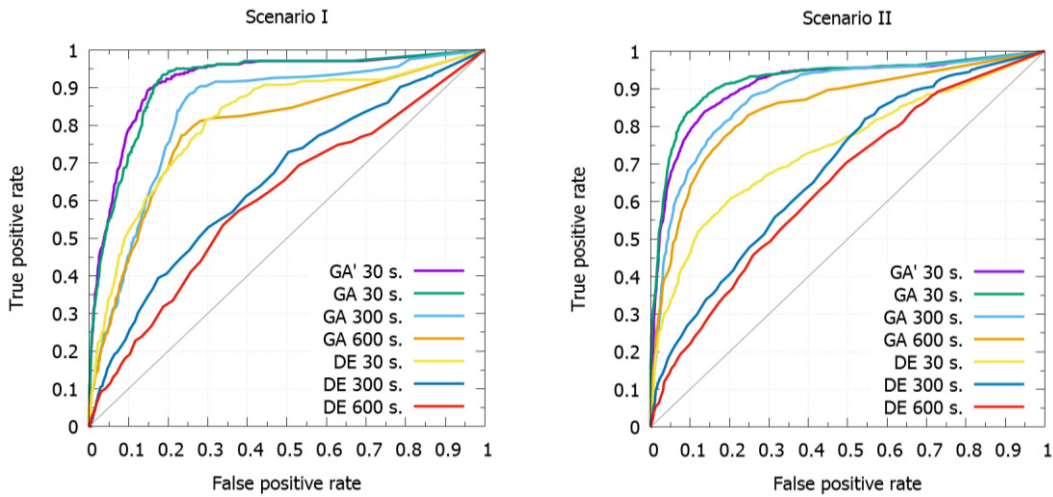 Scenario I
True positive rate
1
0.9
0.8
0.7
0.6
0.5
0.4
0.3
0.2
0.1
0
GA' 30 s.
GA 30 s.
GA 300 s.
GA 600 s.
DE 30 s.
DE 300 s.
DE 600 s.
0 0.1 0.2 0.3 0.4 0.5 0.6 0.7 0.8 0.9 1
False positive rate
Scenario II
True positive rate
1
0.9
0.8
0.7
0.6
0.5
0.4
0.3
0.2
0.1
0
GA' 30 s.
GA 30 s.
GA 300 s.
GA 600 s.
DE 30 s.
DE 300 s.
DE 600 s.
0 0.1 0.2 0.3 0.4 0.5 0.6 0.7 0.8 0.9 1
False positive rate